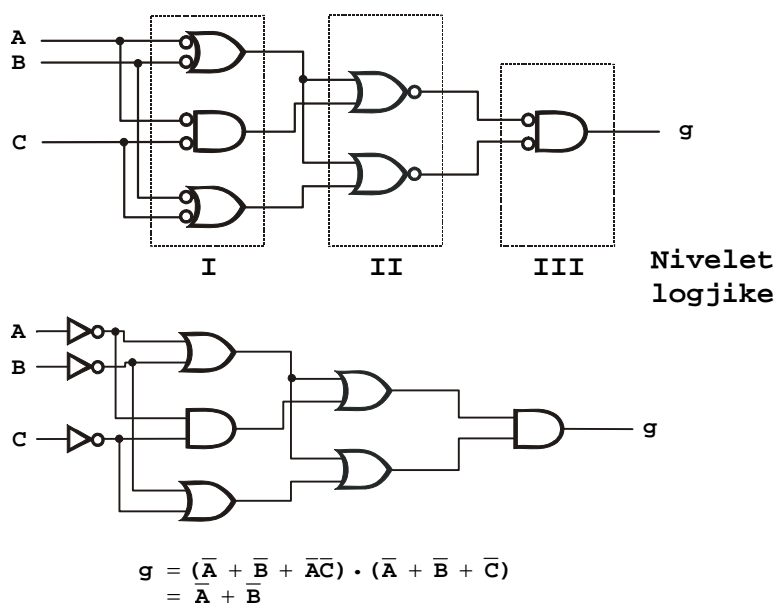 A
B
C
g
I II III
Nivelet
logjike
A
B
C
g
g = (A̅ + B̅ + A̅C̅) • (A̅ + B̅ + C̅)
= A̅ + B̅